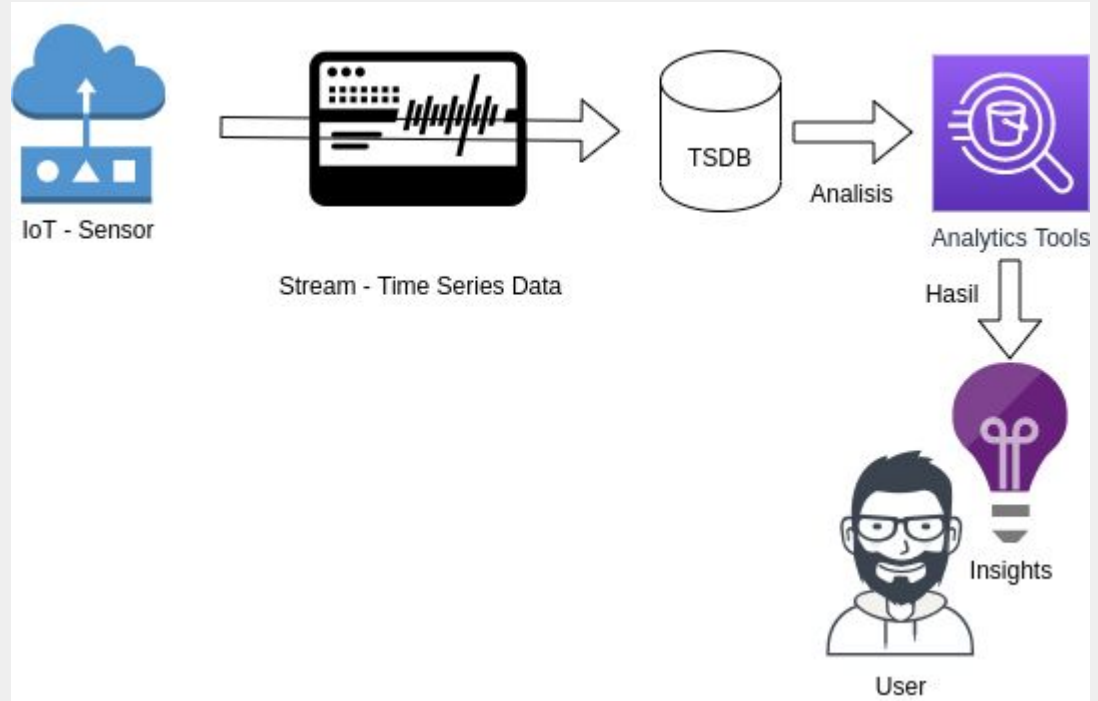 IoT - Sensor
Stream - Time Series Data
TSDB
Analisis
Analytics Tools
Hasil
Insights
User